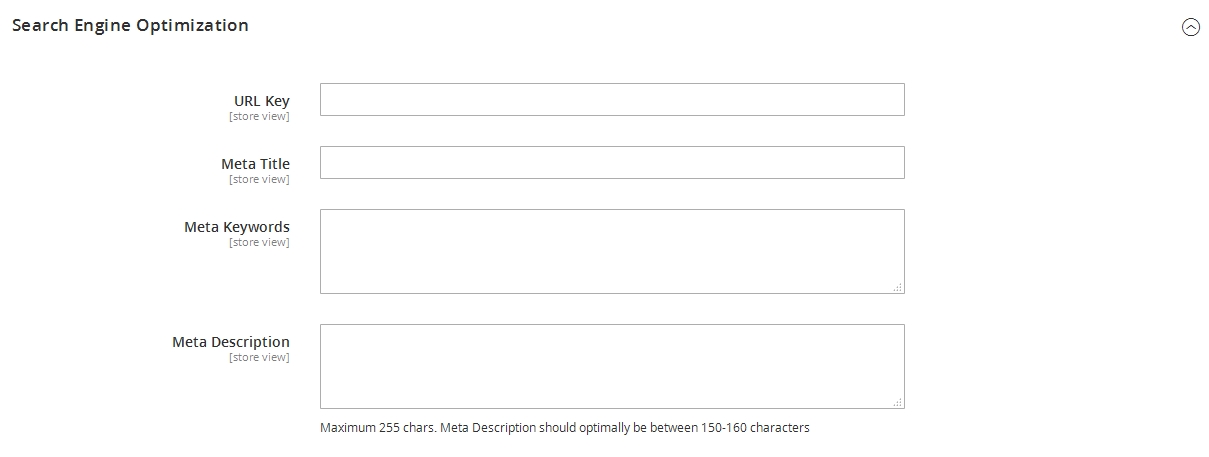 Search Engine Optimization
URL Key
[store view]
Meta Title
[store view]
Meta Keywords
[store view]
Meta Description
[store view]
Maximum 255 chars. Meta Description should optimally be between 150-160 characters